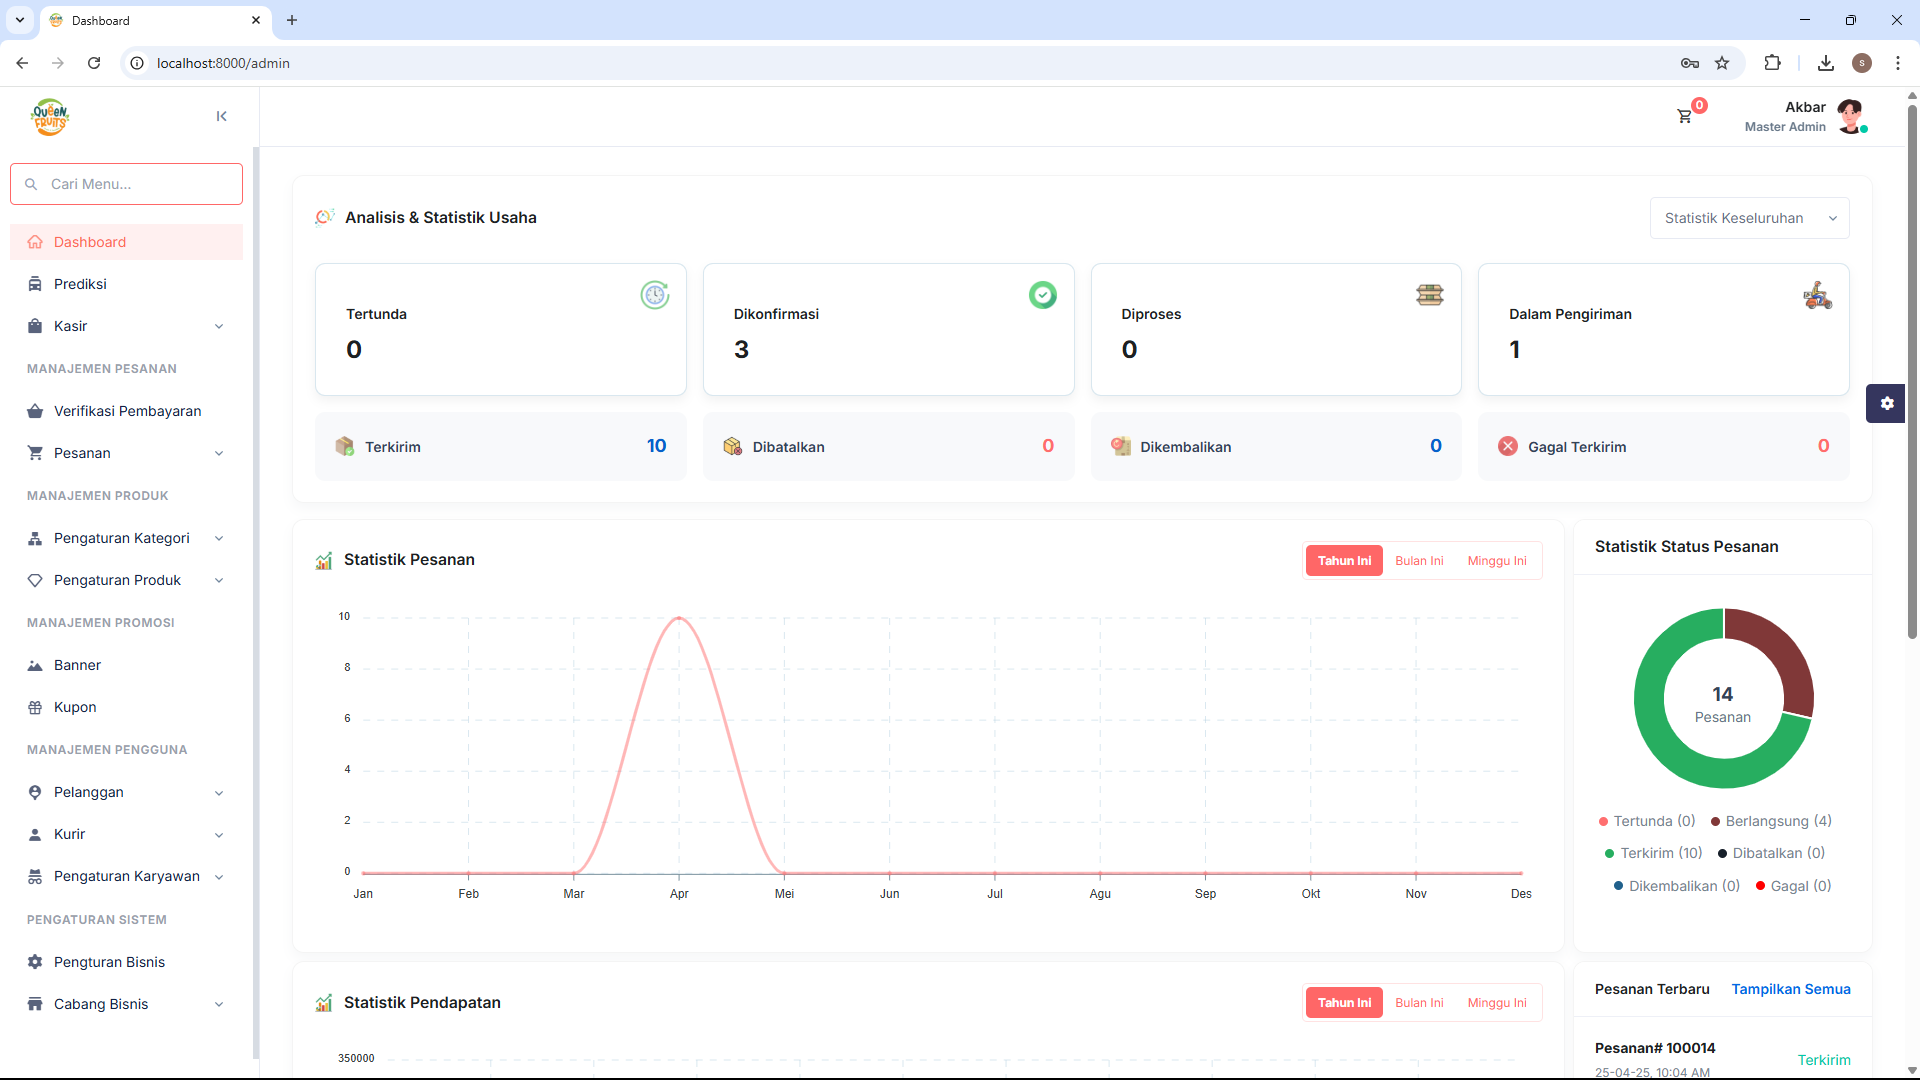 Dashboard
localhost:8000/admin
S
QUEEN FRUITS
0
Akbar
Master Admin
Cari Menu...
Dashboard
Prediksi
Kasir
MANAJEMEN PESANAN
Verifikasi Pembayaran
Pesanan
MANAJEMEN PRODUK
Pengaturan Kategori
Pengaturan Produk
MANAJEMEN PROMOSI
Banner
Kupon
MANAJEMEN PENGGUNA
Pelanggan
Kurir
Pengaturan Karyawan
PENGATURAN SISTEM
Pengturan Bisnis
Cabang Bisnis
Analisis & Statistik Usaha
Statistik Keseluruhan
Tertunda
0
Dikonfirmasi
3
Diproses
0
Dalam Pengiriman
1
Terkirim 10
Dibatalkan 0
Dikembalikan 0
Gagal Terkirim 0
Statistik Pesanan
Tahun Ini Bulan Ini Minggu Ini
10
8
6
4
2
0
Jan Feb Mar Apr Mei Jun Jul Agu Sep Okt Nov Des
Statistik Status Pesanan
14
Pesanan
Tertunda (0) Berlangsung (4)
Terkirim (10) Dibatalkan (0)
Dikembalikan (0) Gagal (0)
Statistik Pendapatan
Tahun Ini Bulan Ini Minggu Ini
350000
Pesanan Terbaru Tampilkan Semua
Pesanan# 100014
Terkirim
25-04-25, 10:04 AM